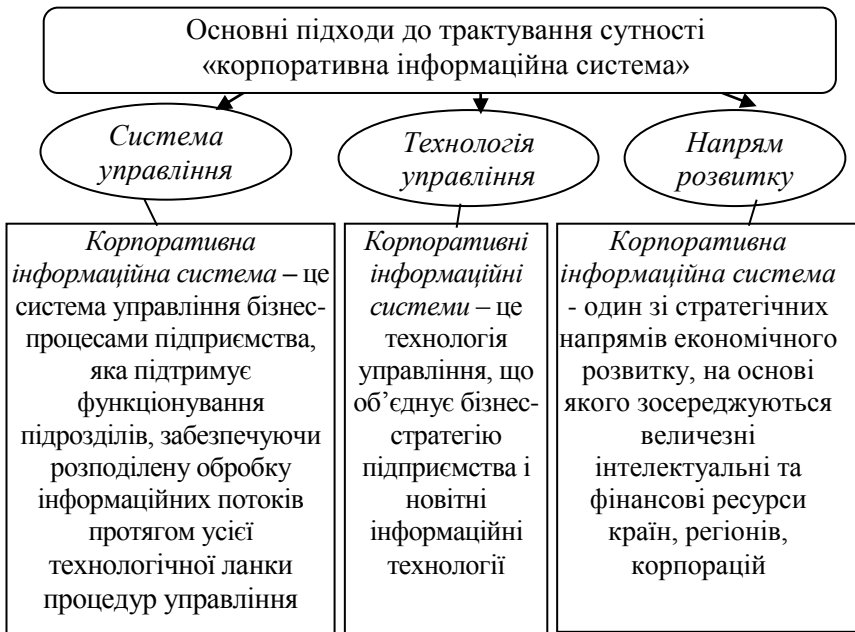 Основні підходи до трактування сутності
«корпоративна інформаційна система»
Система
управління
Технологія
управління
Напрям
розвитку
Корпоративна
інформаційна система – це
система управління бізнес-
процесами підприємства,
яка підтримує
функціонування
підрозділів, забезпечуючи
розподілену обробку
інформаційних потоків
протягом усієї
технологічної ланки
процедур управління
Корпоративні
інформаційні
системи – це
технологія
управління, що
об’єднує бізнес-
стратегію
підприємства і
новітні
інформаційні
технології
Корпоративна
інформаційна система
- один зі стратегічних
напрямів економічного
розвитку, на основі
якого зосереджуються
величезні
інтелектуальні та
фінансові ресурси
країн, регіонів,
корпорацій